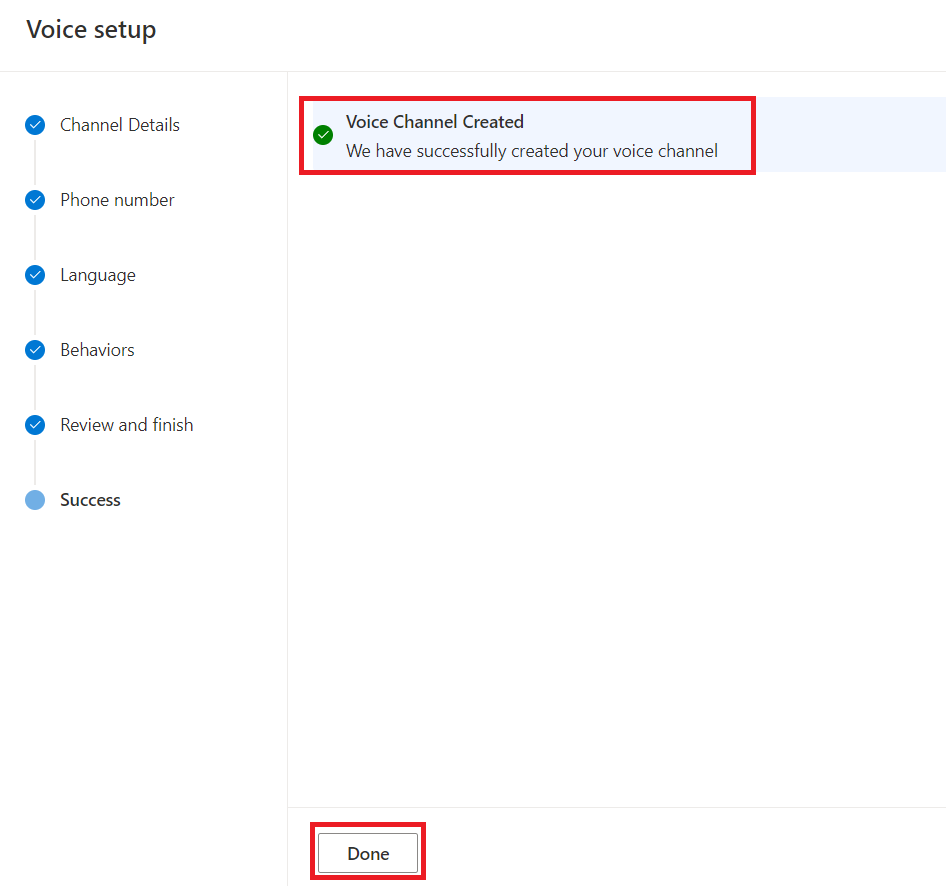 Voice setup
Channel Details
Phone number
Language
Behaviors
Review and finish
Success
Voice Channel Created
We have successfully created your voice channel
Done